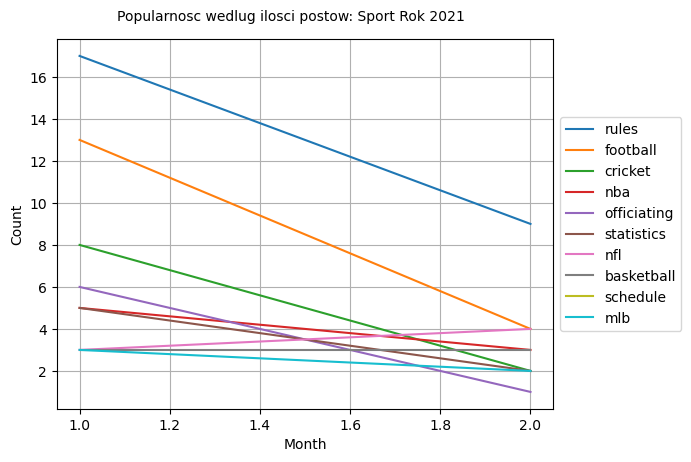 Popularnosc wedlug ilosci postow: Sport Rok 2021
Count
16
14
12
10
8
6
4
2
1.0 1.2 1.4 1.6 1.8 2.0
Month
rules
football
cricket
nba
officiating
statistics
nfl
basketball
schedule
mlb